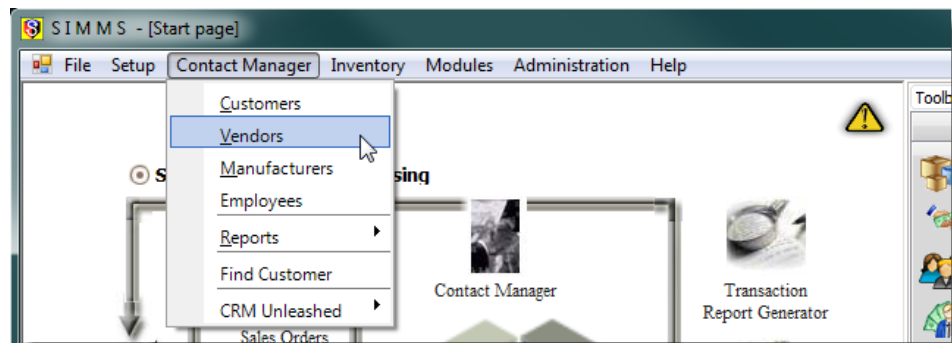 S I M M S - [Start page]
File Setup Contact Manager Inventory Modules Administration Help
Toolb
Customers
Vendors
Manufacturers
S sing
Employees
Reports
Find Customer
CRM Unleashed
Contact Manager
Transaction
Report Generator
Sales Orders